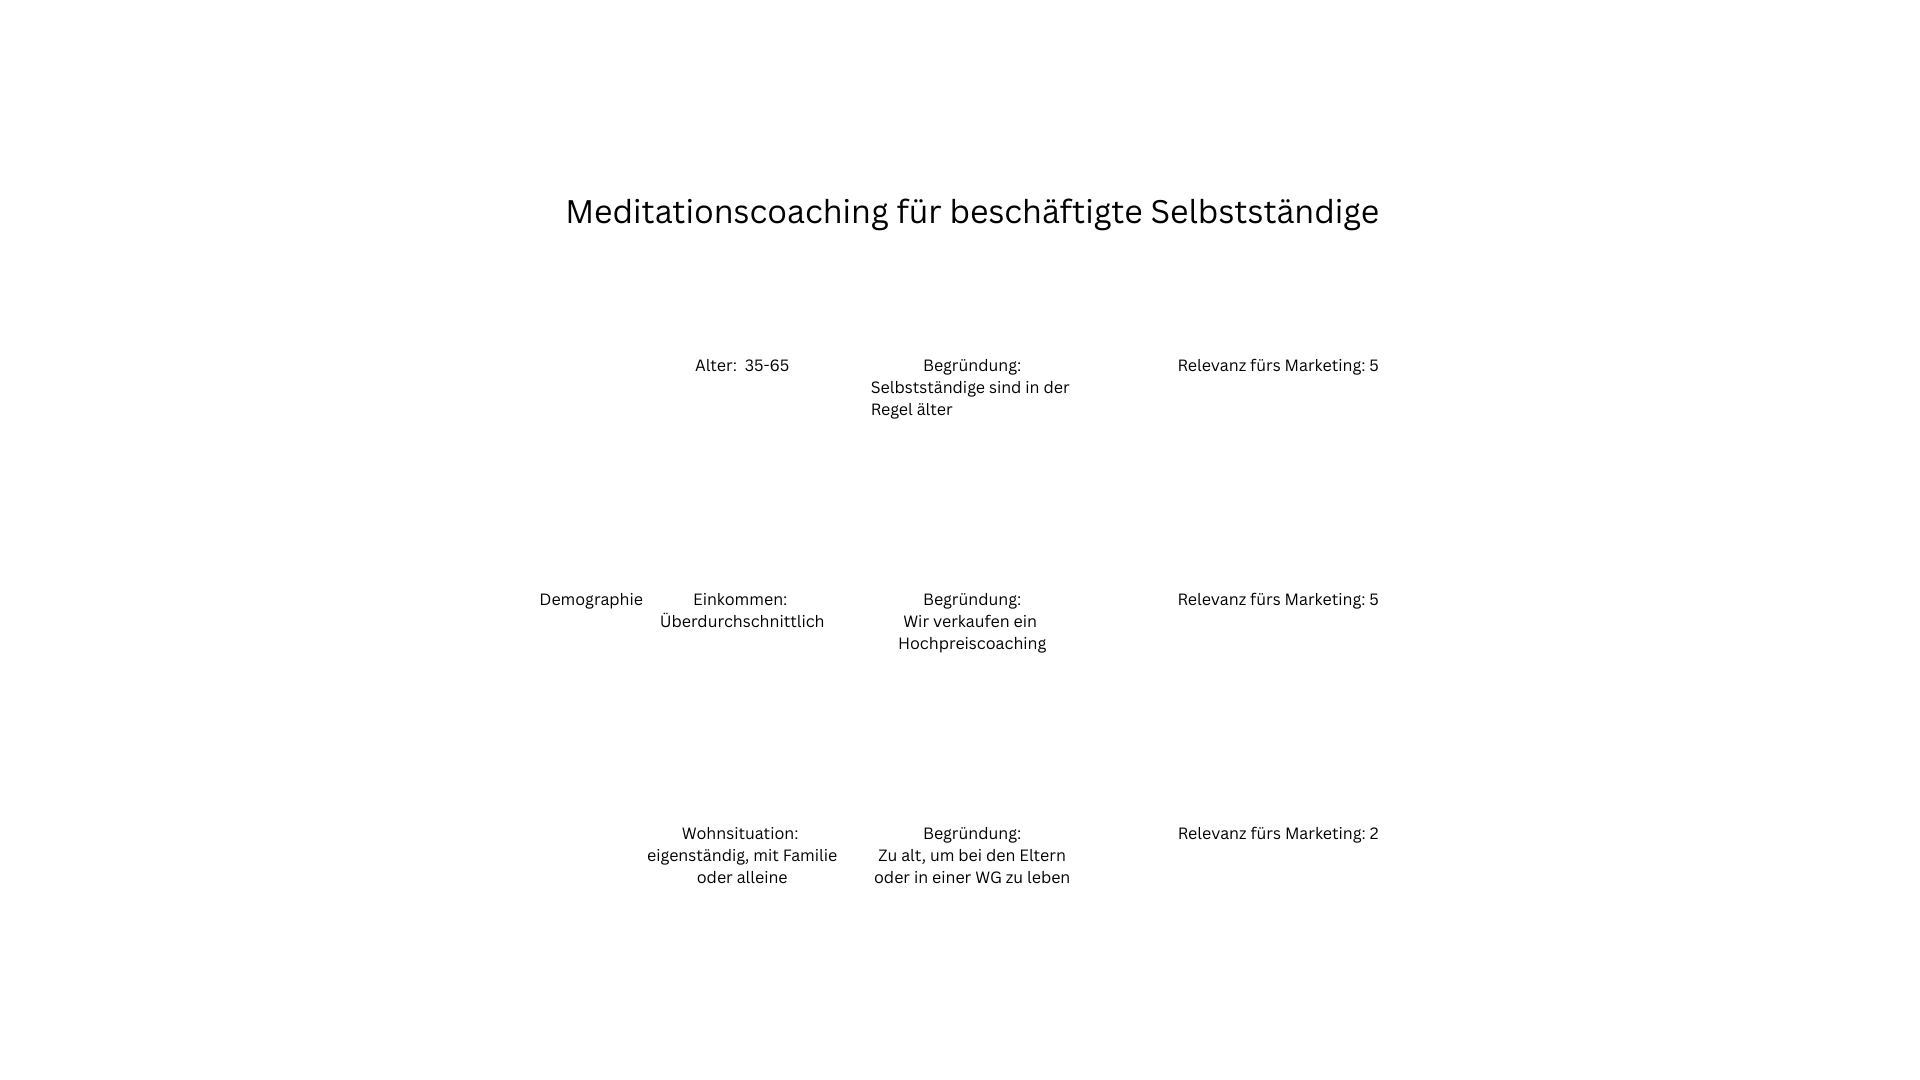 Meditationscoaching für beschäftigte Selbstständige
Alter: 35-65
Begründung:
Selbstständige sind in der
Regel älter
Relevanz fürs Marketing: 5
Demographie
Einkommen:
Überdurchschnittlich
Begründung:
Wir verkaufen ein
Hochpreiscoaching
Relevanz fürs Marketing: 5
Wohnsituation:
eigenständig, mit Familie
oder alleine
Begründung:
Zu alt, um bei den Eltern
oder in einer WG zu leben
Relevanz fürs Marketing: 2